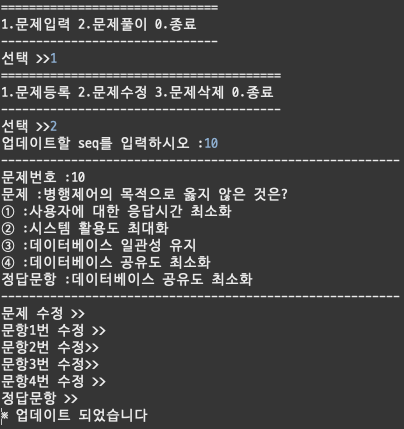 ===============================
1.문제입력 2.문제풀이 0.종료
-------------------------------
선택 >>1
========================================
1.문제등록 2.문제수정 3.문제삭제 0.종료
----------------------------------------
선택 >>2
업데이트할 seq를 입력하시오 :10
---------------------------------------------------------
문제번호 :10
문제 :병행제어의 목적으로 옳지 않은 것은?
① :사용자에 대한 응답시간 최소화
② :시스템 활용도 최대화
③ :데이터베이스 일관성 유지
④ :데이터베이스 공유도 최소화
정답문항 :데이터베이스 공유도 최소화
---------------------------------------------------------
문제 수정 >>
문항1번 수정 >>
문항2번 수정>>
문항3번 수정>>
문항4번 수정 >>
정답문항 >>
※ 업데이트 되었습니다